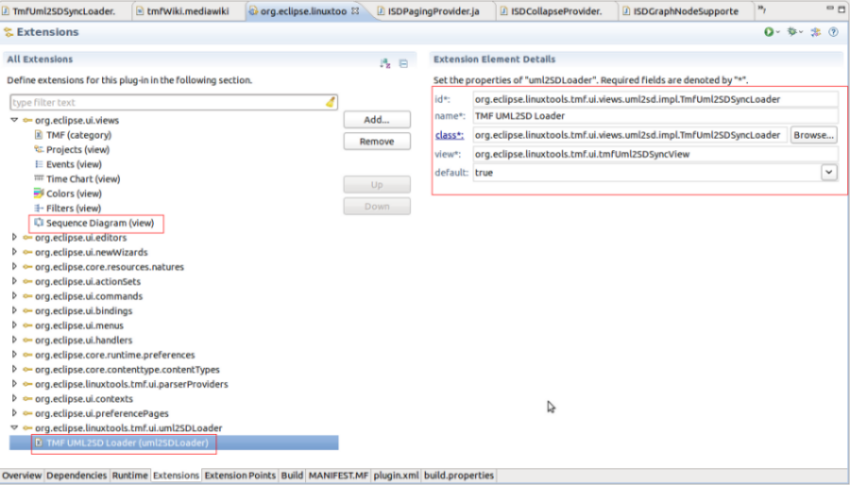 TmfUml2SDSyncLoader.
tmfWiki.mediawiki
org.eclipse.linuxtoo
ISDPagingProvider.ja
ISDCollapseProvider.
ISDGraphNodeSupporte
Extensions
All Extensions
Define extensions for this plug-in in the following section.
type filter text
org.eclipse.ui.views
TMF (category)
Projects (view)
Events (view)
Time Chart (view)
Colors (view)
Filters (view)
Sequence Diagram (view)
org.eclipse.ui.editors
org.eclipse.ui.newWizards
org.eclipse.core.resources.natures
org.eclipse.ui.actionSets
org.eclipse.ui.commands
org.eclipse.ui.bindings
org.eclipse.ui.menus
org.eclipse.ui.handlers
org.eclipse.core.runtime.preferences
org.eclipse.core.contenttype.contentTypes
org.eclipse.linuxtools.tmf.ui.parserProviders
org.eclipse.ui.contexts
org.eclipse.ui.preferencePages
org.eclipse.linuxtools.tmf.ui.uml2SDLoader
TMF UML2SD Loader (uml2SDLoader)
Add...
Remove
Up
Down
Extension Element Details
Set the properties of "uml2SDLoader". Required fields are denoted by "*".
id*: org.eclipse.linuxtools.tmf.ui.views.uml2sd.impl.TmfUml2SDSyncLoader
name*: TMF UML2SD Loader
class*: org.eclipse.linuxtools.tmf.ui.views.uml2sd.impl.TmfUml2SDSyncLoader Browse...
view*: org.eclipse.linuxtools.tmf.ui.tmfUml2SDSyncView
default: true
Overview Dependencies Runtime Extensions Extension Points Build MANIFEST.MF plugin.xml build.properties